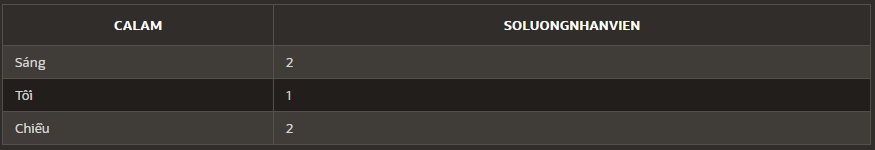 CALAM SOLUONGNHANVIEN
Sáng 2
Tối 1
Chiều 2